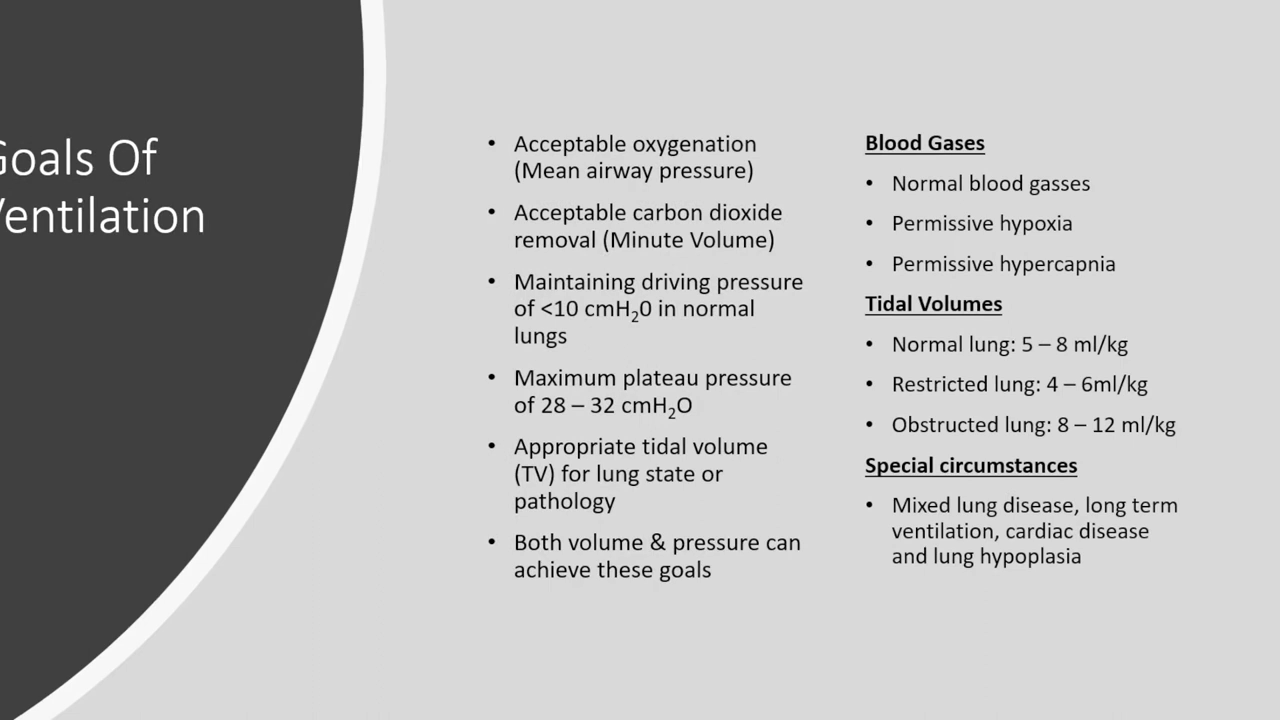 oals Of
entilation
• Acceptable oxygenation
(Mean airway pressure)
• Acceptable carbon dioxide
removal (Minute Volume)
• Maintaining driving pressure
of <10 cmH₂0 in normal
lungs
• Maximum plateau pressure
of 28 – 32 cmH₂O
• Appropriate tidal volume
(TV) for lung state or
pathology
• Both volume & pressure can
achieve these goals
Blood Gases
• Normal blood gasses
• Permissive hypoxia
• Permissive hypercapnia
Tidal Volumes
• Normal lung: 5 – 8 ml/kg
• Restricted lung: 4 – 6ml/kg
• Obstructed lung: 8 – 12 ml/kg
Special circumstances
• Mixed lung disease, long term
ventilation, cardiac disease
and lung hypoplasia